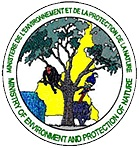 MINISTERE DE L'ENVIRONNEMENT ET DE LA PROTECTION DE LA NATURE
MINISTRY OF ENVIRONMENT AND PROTECTION OF NATURE